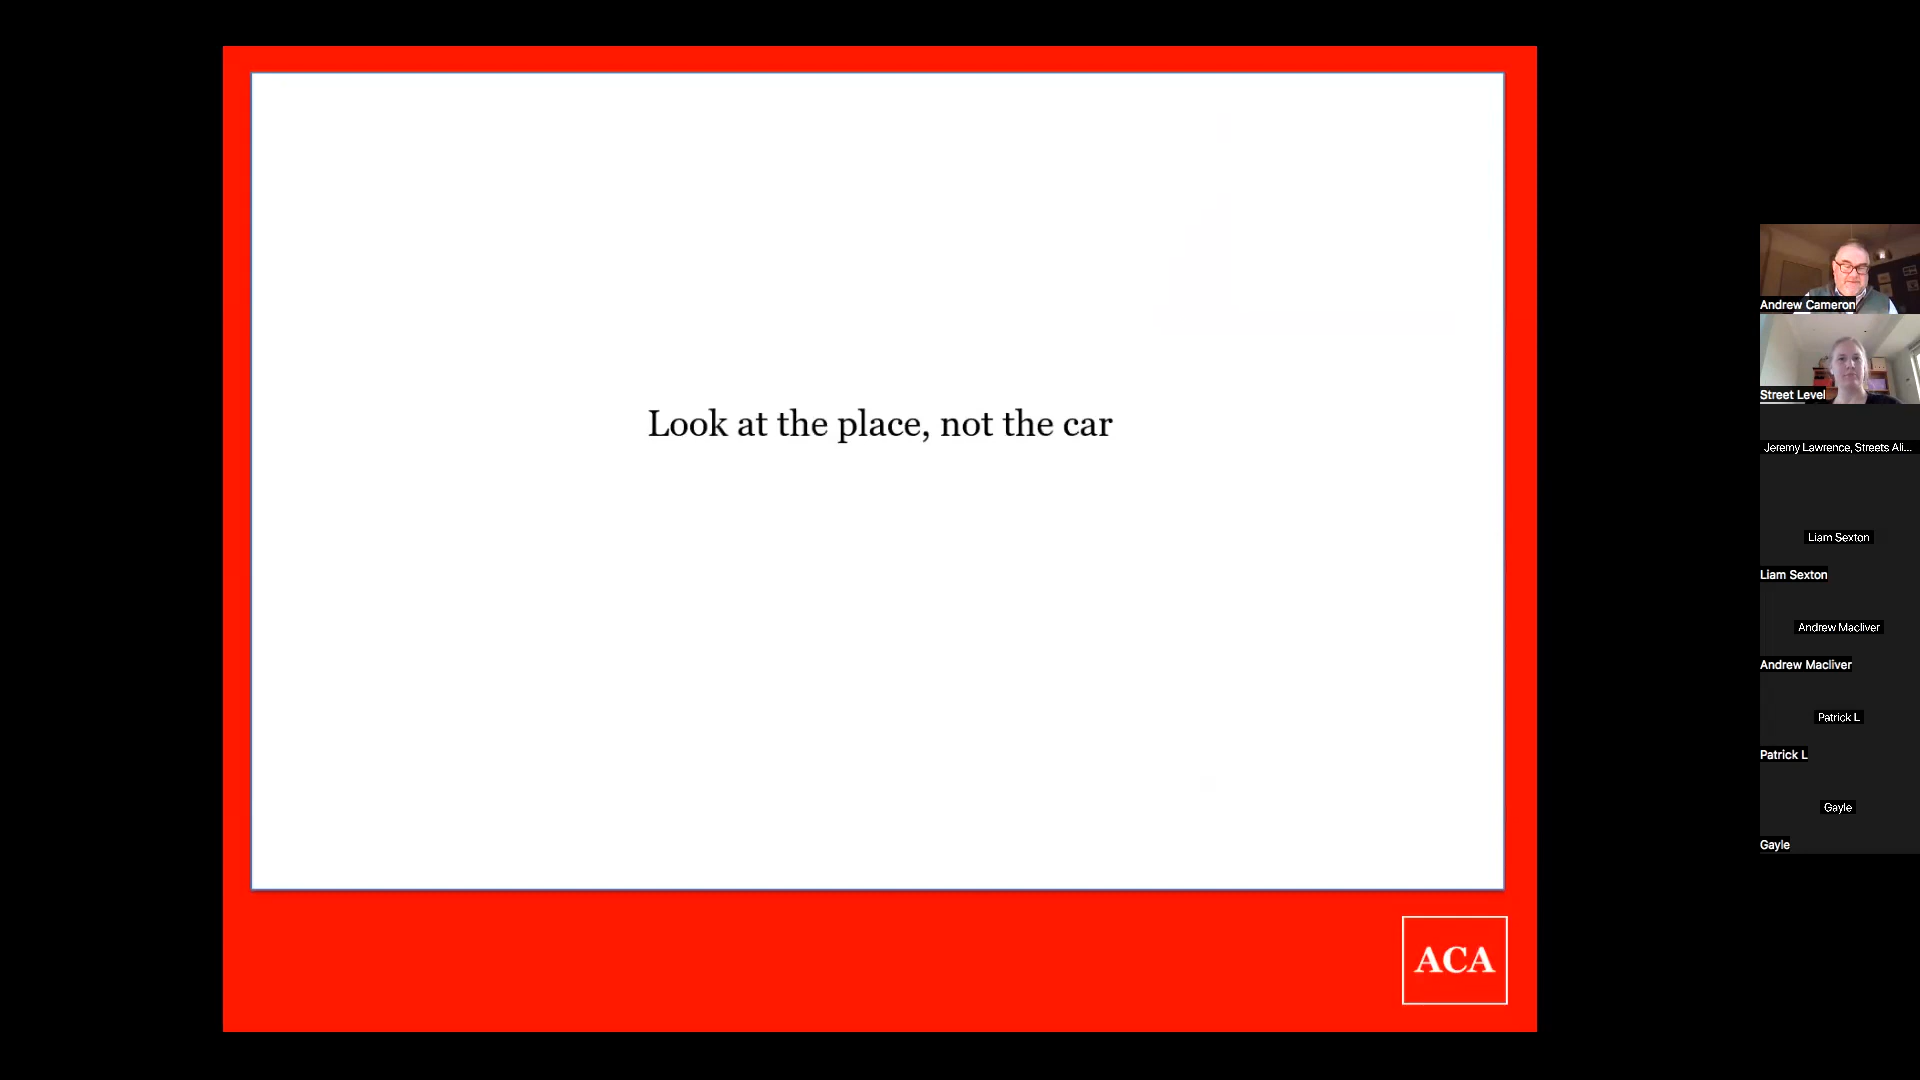 Look at the place, not the car
ACA
Andrew Cameron
Street Level
Jeremy Lawrence, Streets Ali...
Liam Sexton
Liam Sexton
Andrew Macliver
Andrew Macliver
Patrick L
Patrick L
Gayle
Gayle